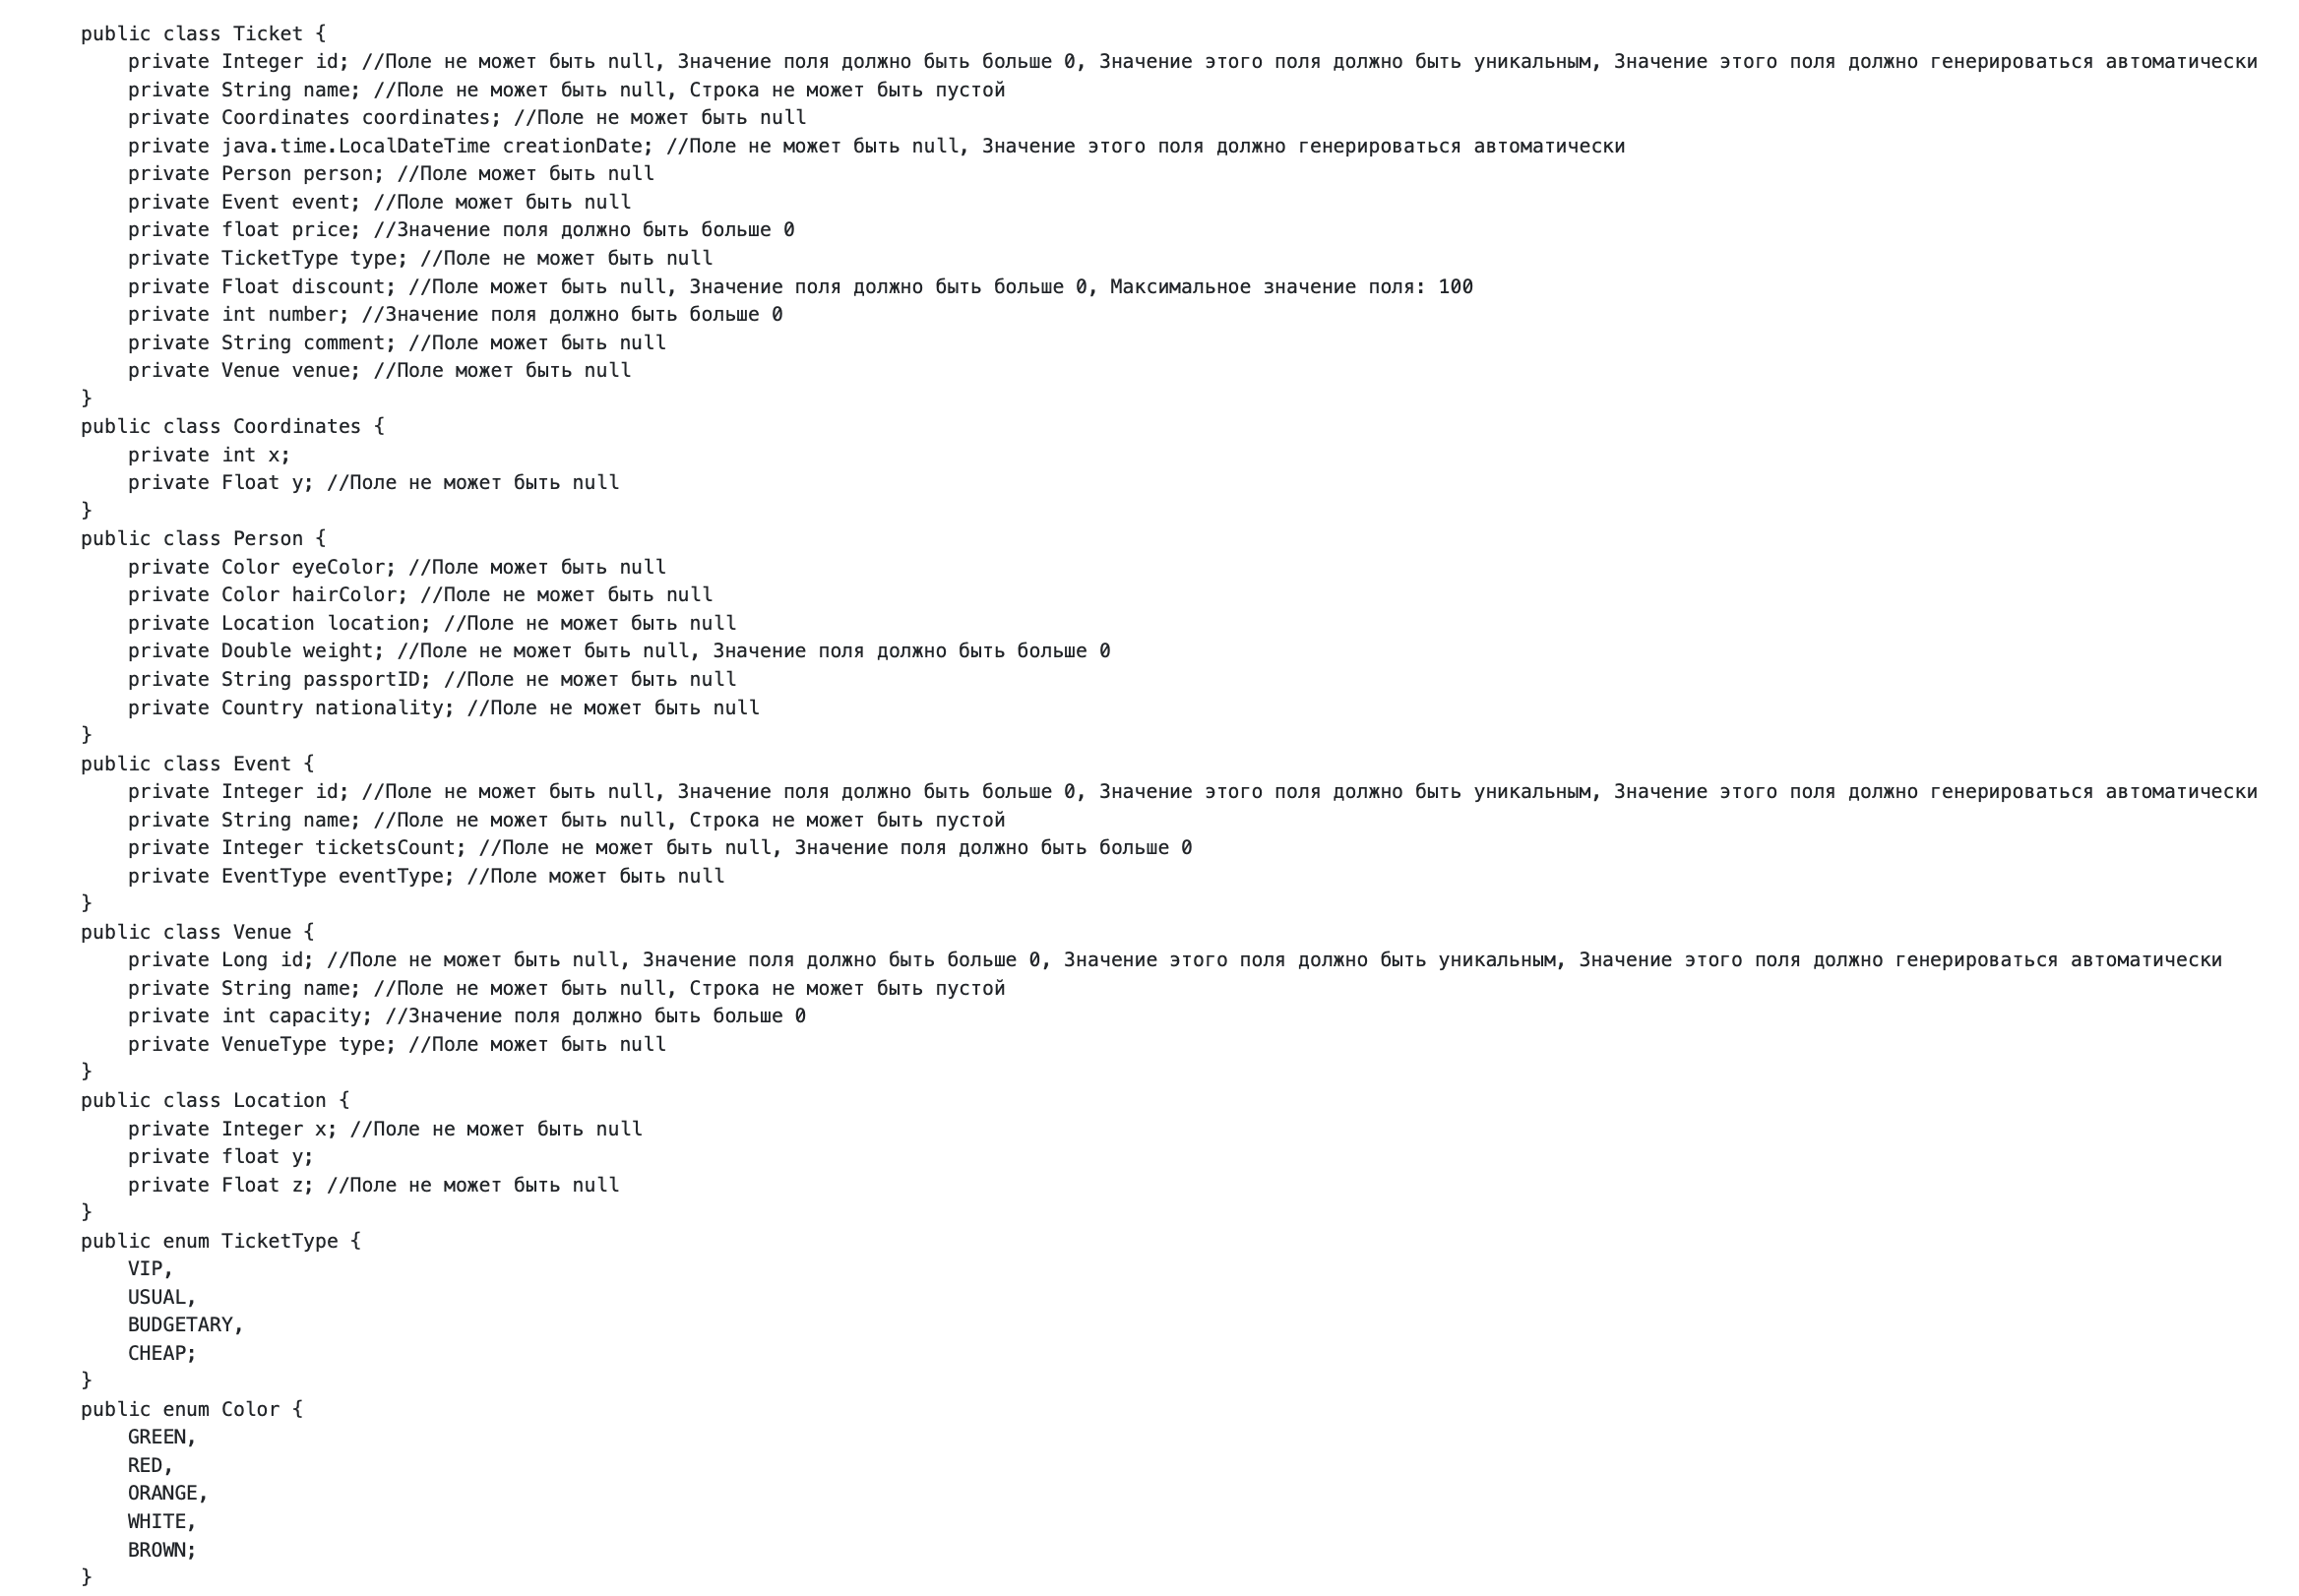 public class Ticket {
    private Integer id; //Поле не может быть null, Значение поля должно быть больше 0, Значение этого поля должно быть уникальным, Значение этого поля должно генерироваться автоматически
    private String name; //Поле не может быть null, Строка не может быть пустой
    private Coordinates coordinates; //Поле не может быть null
    private java.time.LocalDateTime creationDate; //Поле не может быть null, Значение этого поля должно генерироваться автоматически
    private Person person; //Поле может быть null
    private Event event; //Поле может быть null
    private float price; //Значение поля должно быть больше 0
    private TicketType type; //Поле не может быть null
    private Float discount; //Поле может быть null, Значение поля должно быть больше 0, Максимальное значение поля: 100
    private int number; //Значение поля должно быть больше 0
    private String comment; //Поле может быть null
    private Venue venue; //Поле может быть null
}
public class Coordinates {
    private int x;
    private Float y; //Поле не может быть null
}
public class Person {
    private Color eyeColor; //Поле может быть null
    private Color hairColor; //Поле не может быть null
    private Location location; //Поле не может быть null
    private Double weight; //Поле не может быть null, Значение поля должно быть больше 0
    private String passportID; //Поле не может быть null
    private Country nationality; //Поле не может быть null
}
public class Event {
    private Integer id; //Поле не может быть null, Значение поля должно быть больше 0, Значение этого поля должно быть уникальным, Значение этого поля должно генерироваться автоматически
    private String name; //Поле не может быть null, Строка не может быть пустой
    private Integer ticketsCount; //Поле не может быть null, Значение поля должно быть больше 0
    private EventType eventType; //Поле может быть null
}
public class Venue {
    private Long id; //Поле не может быть null, Значение поля должно быть больше 0, Значение этого поля должно быть уникальным, Значение этого поля должно генерироваться автоматически
    private String name; //Поле не может быть null, Строка не может быть пустой
    private int capacity; //Значение поля должно быть больше 0
    private VenueType type; //Поле может быть null
}
public class Location {
    private Integer x; //Поле не может быть null
    private float y;
    private Float z; //Поле не может быть null
}
public enum TicketType {
    VIP,
    USUAL,
    BUDGETARY,
    CHEAP;
}
public enum Color {
    GREEN,
    RED,
    ORANGE,
    WHITE,
    BROWN;
}